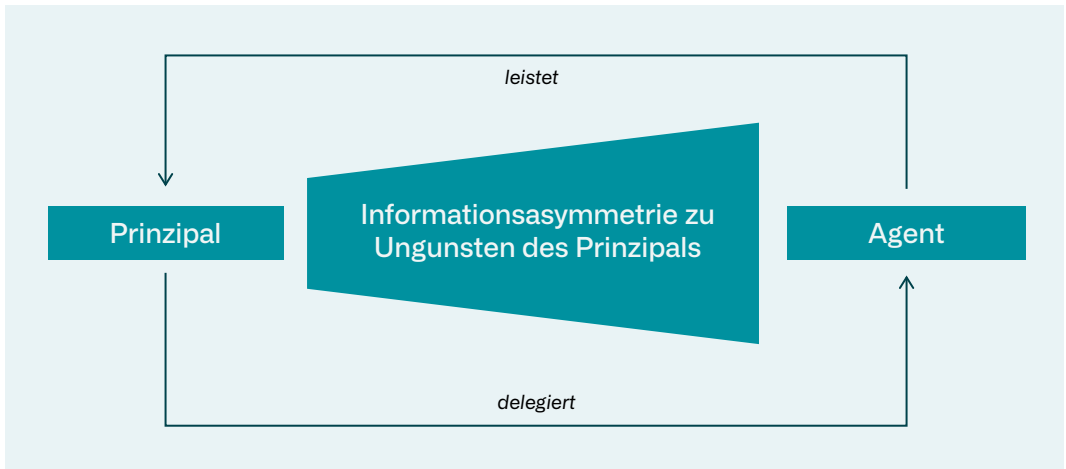 leistet
Prinzipal
Informationsasymmetrie zu
Ungunsten des Prinzipals
Agent
delegiert